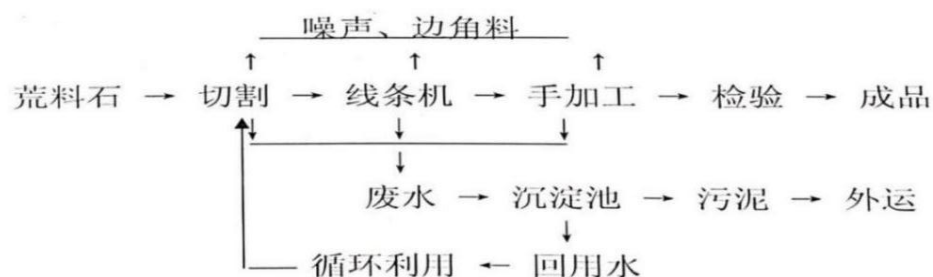 噪声、边角料
↑ ↑ ↑
荒料石 → 切割 → 线条机 → 手加工 → 检验 → 成品
↓ ↓ ↓
↓
废水 → 沉淀池 → 污泥 → 外运
↓
循环利用 ← 回用水